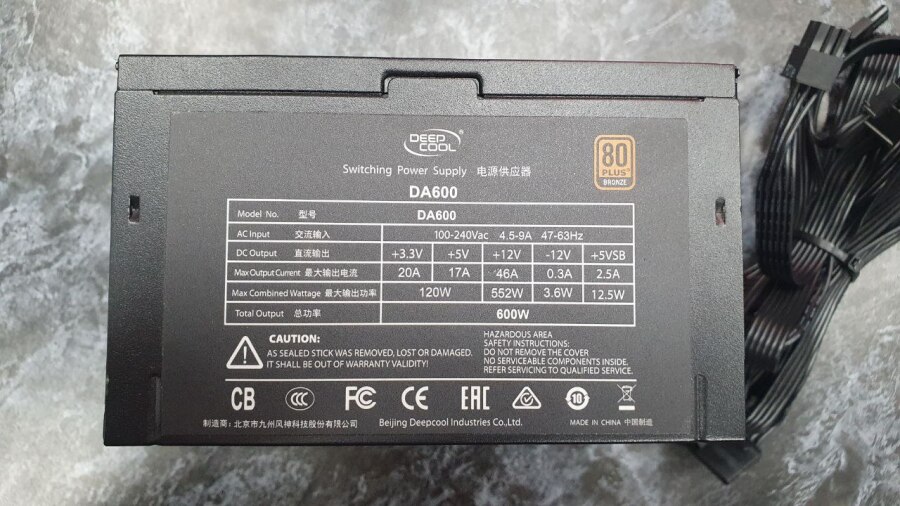 DEEP
COOL®
Switching Power Supply 电源供应器
80
PLUS®
BRONZE
DA600
Model No. 型号 DA600
AC Input 交流输入 100-240Vac 4.5-9A 47-63Hz
DC Output 直流输出 +3.3V +5V +12V -12V +5VSB
Max Output Current 最大输出电流 20A 17A 46A 0.3A 2.5A
Max Combined Wattage 最大输出功率 120W 552W 3.6W 12.5W
Total Output 总功率 600W
CAUTION:
AS SEALED STICK WAS REMOVED, LOST OR DAMAGED.
IT SHALL BE OUT OF WARRANTY VALIDITY!
HAZARDOUS AREA
SAFETY INSTRUCTIONS:
DO NOT REMOVE THE COVER
NO SERVICEABLE COMPONENTS INSIDE.
REFER SERVICING TO QUALIFIED SERVICE.
CB CCC FC CE EAC 10
制造商: 北京市九州风神科技股份有限公司 Beijing Deepcool Industries Co.,Ltd. MADE IN CHINA 中国制造